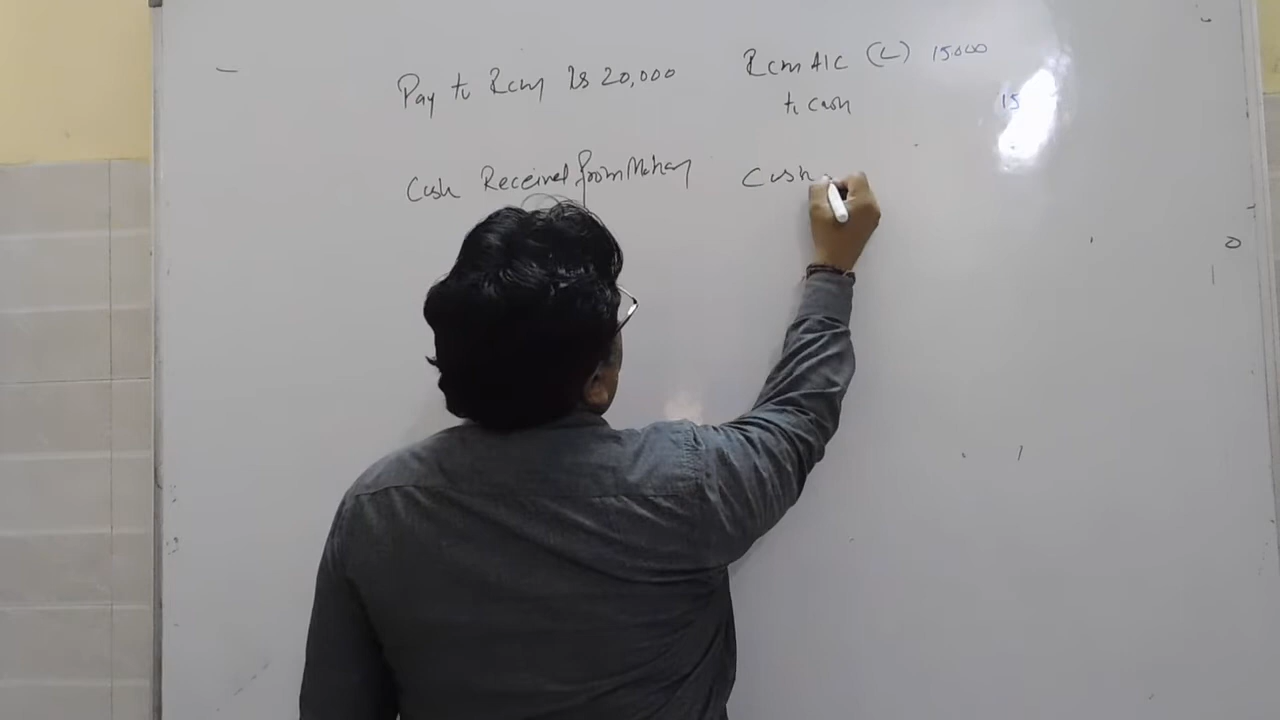 Pay to Ram Rs 20,000
Ram A/C (L) 15000
to Cash 15
Cash Received from Mohan
Cash